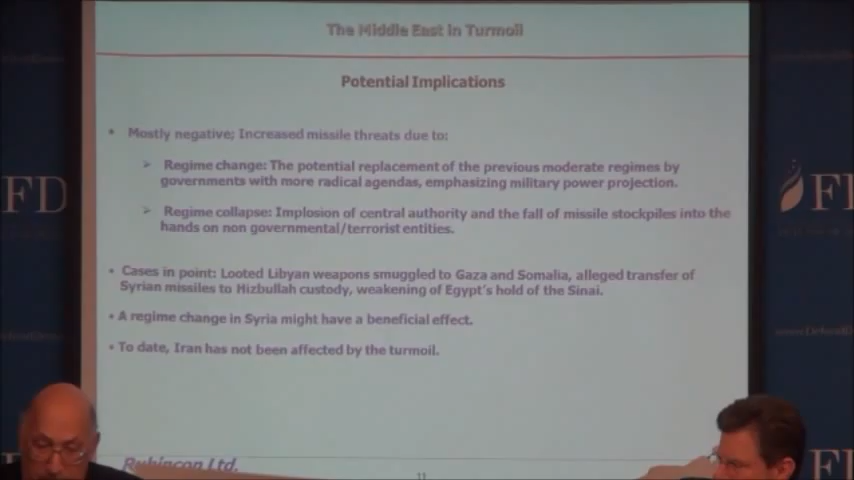 The Middle East in Turmoil
Potential Implications
• Mostly negative; Increased missile threats due to:
➢ Regime change: The potential replacement of the previous moderate regimes by
governments with more radical agendas, emphasizing military power projection.
➢ Regime collapse: Implosion of central authority and the fall of missile stockpiles into the
hands on non governmental/terrorist entities.
• Cases in point: Looted Libyan weapons smuggled to Gaza and Somalia, alleged transfer of
Syrian missiles to Hizbullah custody, weakening of Egypt's hold of the Sinai.
• A regime change in Syria might have a beneficial effect.
• To date, Iran has not been affected by the turmoil.
Rubincon Ltd.
11
FD